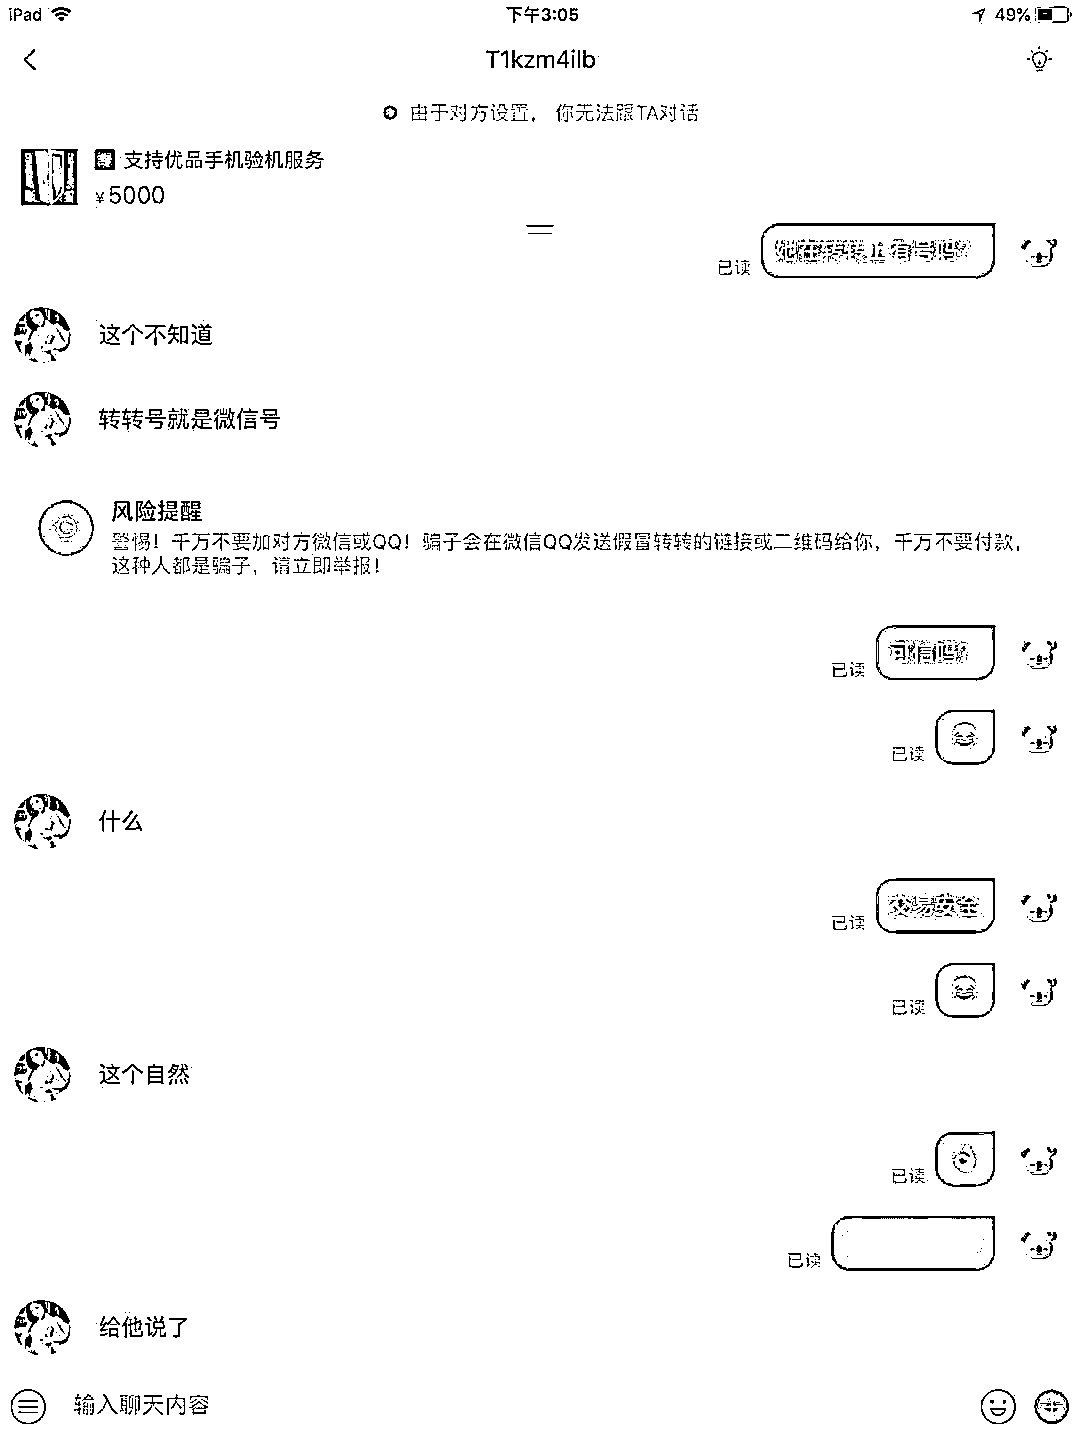 iPad 下午3:05 49%
T1kzm4ilb
由于对方设置，你无法跟TA对话
支持优品手机验机服务
¥5000
在转转上有号吗?
已读
这个不知道
转转号就是微信号
风险提醒
警惕！千万不要加对方微信或QQ！骗子会在微信QQ发送假冒转转的链接或二维码给你，千万不要付款，
这种人都是骗子，请立即举报！
可信吗?
已读
已读
什么
交易安全
已读
已读
这个自然
已读
已读
给他说了
输入聊天内容